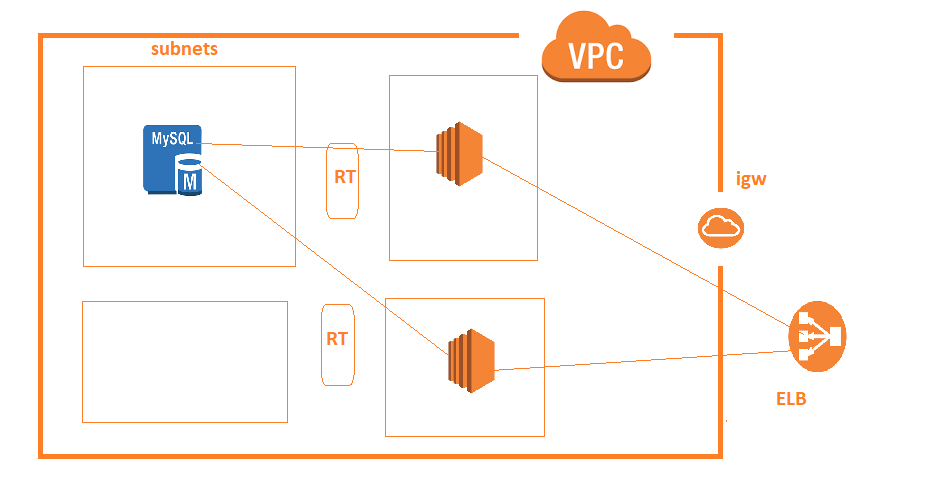 subnets
VPC
MySQL
M
RT
igw
RT
ELB